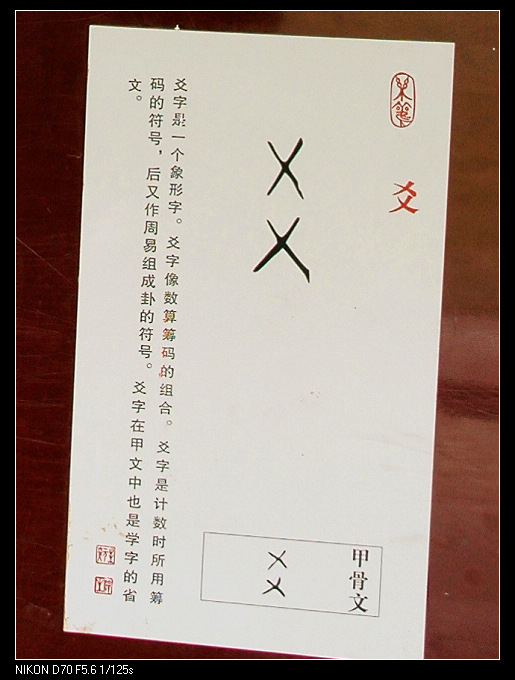 爻
爻
甲骨文
爻
爻字是一个象形字。爻字像数算筹码的组合。爻字是计数时所用筹
码的符号，后又作周易组成卦的符号。爻字在甲文中也是学字的省
文。
NIKON D70 F5.6 1/125s